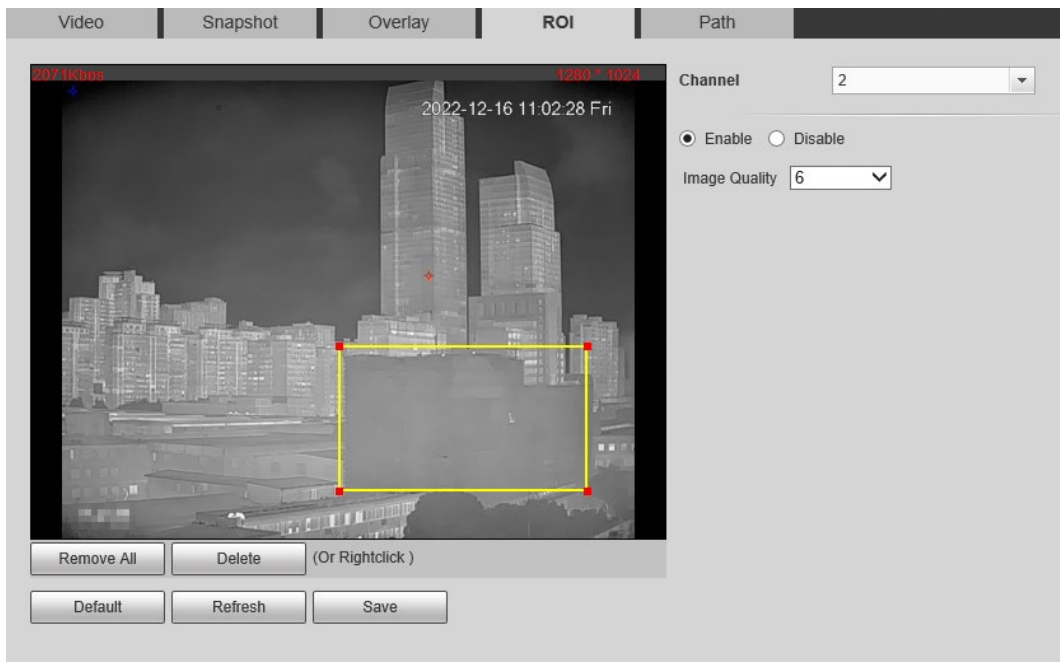 Video Snapshot Overlay ROI Path
2071Kbps 1280 * 1024
2022-12-16 11:02:28 Fri
Channel 2
Enable Disable
Image Quality 6
Remove All Delete (Or Rightclick )
Default Refresh Save